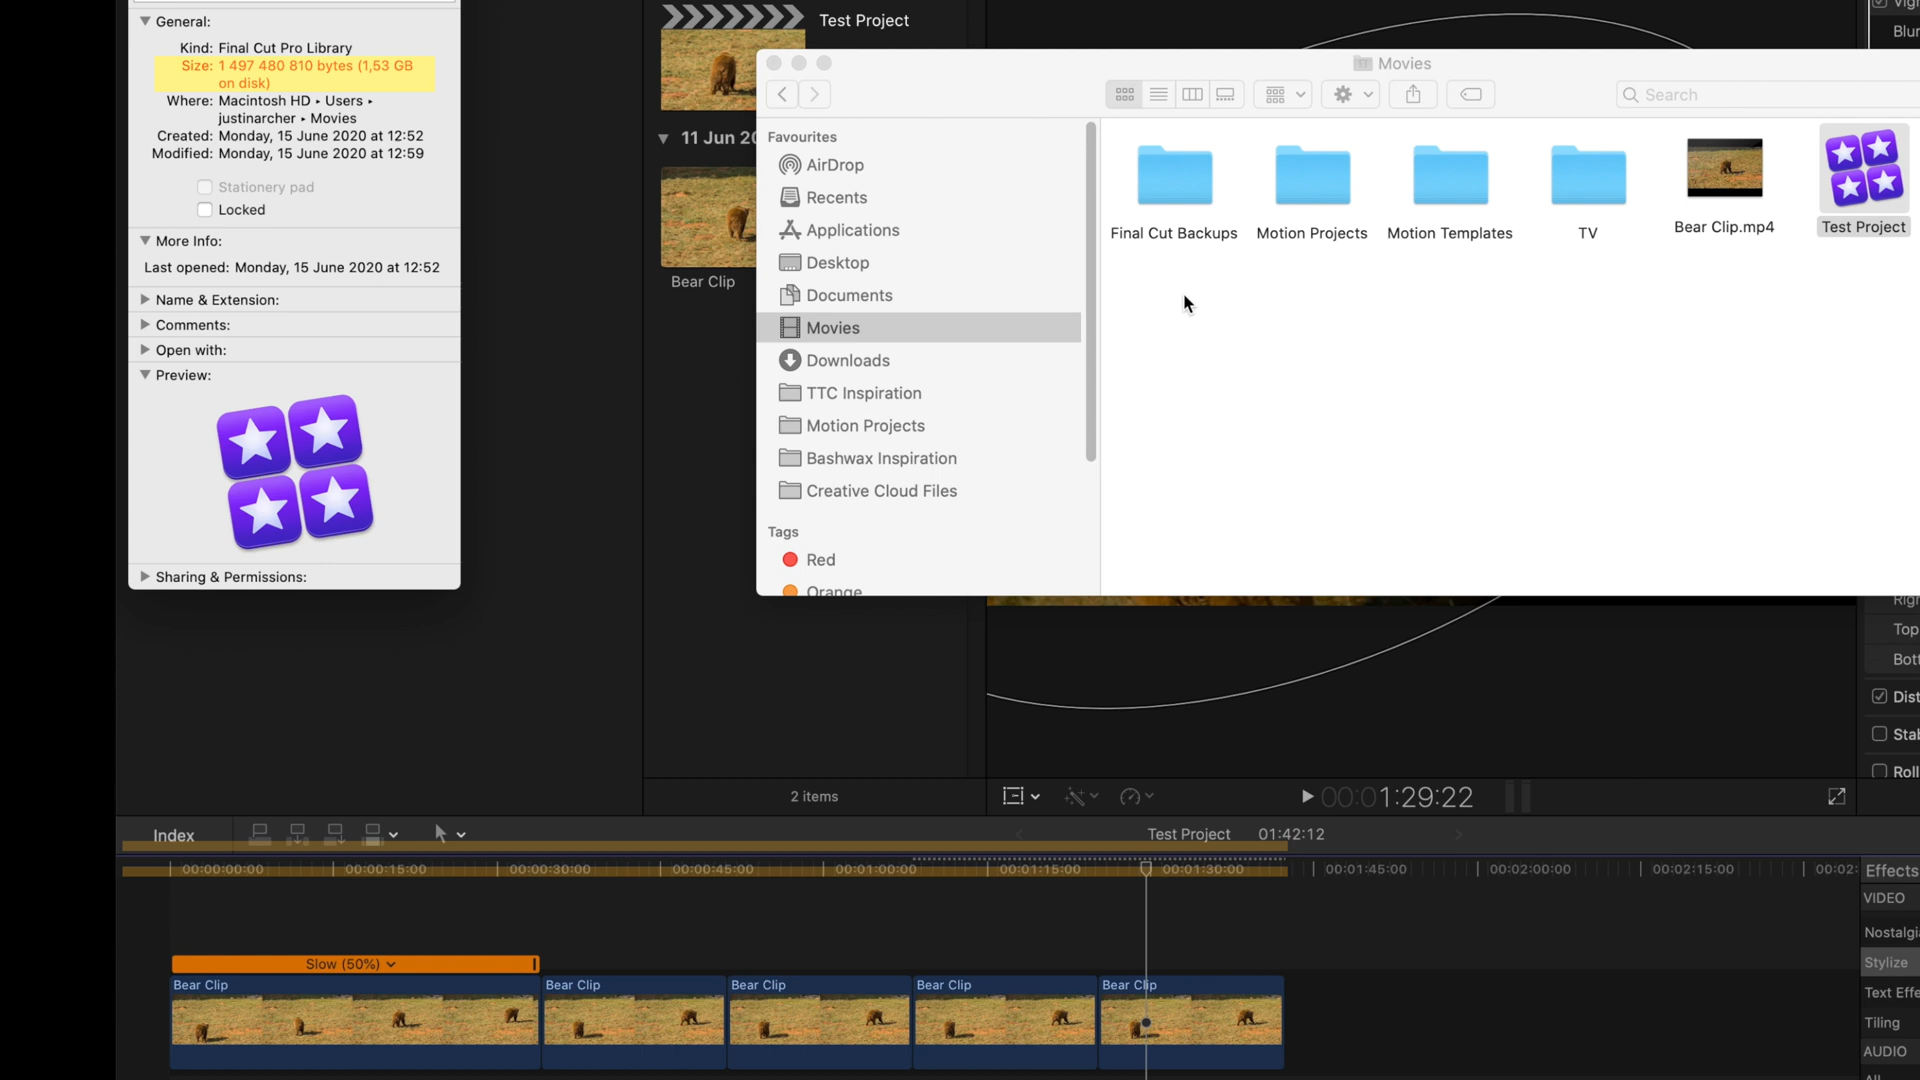 General:
Kind: Final Cut Pro Library
Size: 1 497 480 810 bytes (1,53 GB
on disk)
Where: Macintosh HD ▸ Users ▸
justinarcher ▸ Movies
Created: Monday, 15 June 2020 at 12:52
Modified: Monday, 15 June 2020 at 12:59
Stationery pad
Locked
More Info:
Last opened: Monday, 15 June 2020 at 12:52
Name & Extension:
Comments:
Open with:
Preview:
Sharing & Permissions:
Test Project
11 Jun 20
Bear Clip
2 items
Movies
Search
Favourites
AirDrop
Recents
Applications
Desktop
Documents
Movies
Downloads
TTC Inspiration
Motion Projects
Bashwax Inspiration
Creative Cloud Files
Tags
Red
Orange
Final Cut Backups
Motion Projects
Motion Templates
TV
Bear Clip.mp4
Test Project
Top
Dist
00:01:29:22
Index
Test Project 01:42:12
00:00:00:00
00:00:15:00
00:00:30:00
00:00:45:00
00:01:00:00
00:01:15:00
00:01:30:00
00:01:45:00
00:02:00:00
00:02:15:00
00:02:
Slow (50%)
Bear Clip
Bear Clip
Bear Clip
Bear Clip
Bear Clip
Effects
VIDEO
Nostalgi
Stylize
Text Effe
Tiling
AUDIO